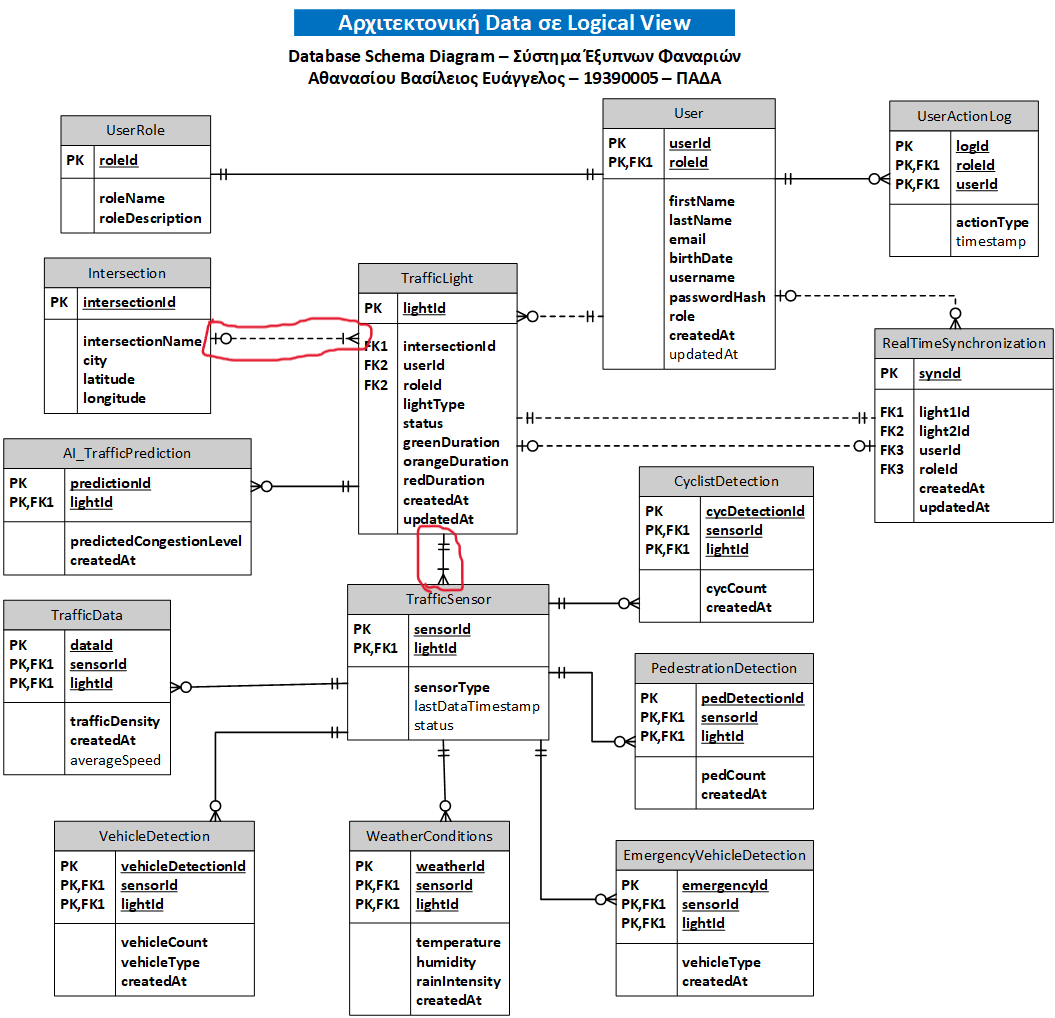 Αρχιτεκτονική Data σε Logical View
Database Schema Diagram – Σύστημα Έξυπνων Φαναριών
Αθανασίου Βασίλειος Ευάγγελος – 19390005 – ΠΑΔΑ
UserRole
PK roleId
roleName
roleDescription
User
PK userId
PK,FK1 roleId
firstName
lastName
email
birthDate
username
passwordHash
role
createdAt
updatedAt
UserActionLog
PK logId
PK,FK1 roleId
PK,FK1 userId
actionType
timestamp
Intersection
PK intersectionId
intersectionName
city
latitude
longitude
TrafficLight
PK lightId
FK1 intersectionId
FK2 userId
FK2 roleId
lightType
status
greenDuration
orangeDuration
redDuration
createdAt
updatedAt
RealTimeSynchronization
PK syncId
FK1 light1Id
FK2 light2Id
FK3 userId
FK3 roleId
createdAt
updatedAt
AI_TrafficPrediction
PK predictionId
PK,FK1 lightId
predictedCongestionLevel
createdAt
CyclistDetection
PK cycDetectionId
PK,FK1 sensorId
PK,FK1 lightId
cycCount
createdAt
TrafficData
PK dataId
PK,FK1 sensorId
PK,FK1 lightId
trafficDensity
createdAt
averageSpeed
TrafficSensor
PK sensorId
PK,FK1 lightId
sensorType
lastDataTimestamp
status
PedestrationDetection
PK pedDetectionId
PK,FK1 sensorId
PK,FK1 lightId
pedCount
createdAt
VehicleDetection
PK vehicleDetectionId
PK,FK1 sensorId
PK,FK1 lightId
vehicleCount
vehicleType
createdAt
WeatherConditions
PK weatherId
PK,FK1 sensorId
PK,FK1 lightId
temperature
humidity
rainIntensity
createdAt
EmergencyVehicleDetection
PK emergencyId
PK,FK1 sensorId
PK,FK1 lightId
vehicleType
createdAt